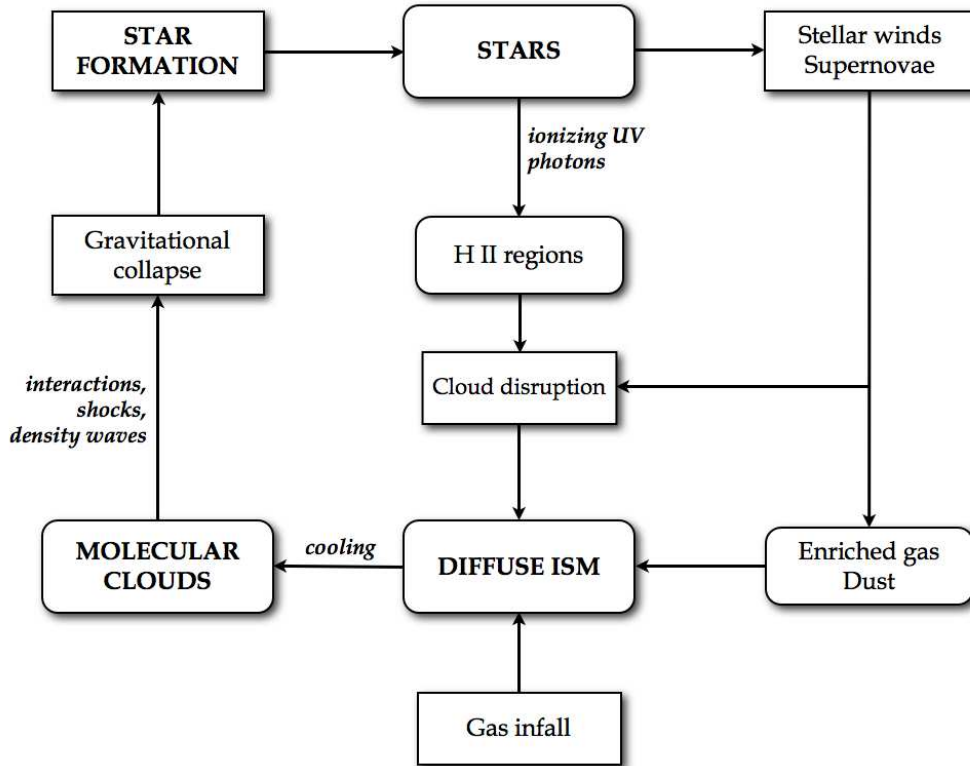 STAR
FORMATION
STARS
Stellar winds
Supernovae
ionizing UV
photons
Gravitational
collapse
H II regions
interactions,
shocks,
density waves
Cloud disruption
MOLECULAR
CLOUDS
cooling
DIFFUSE ISM
Enriched gas
Dust
Gas infall